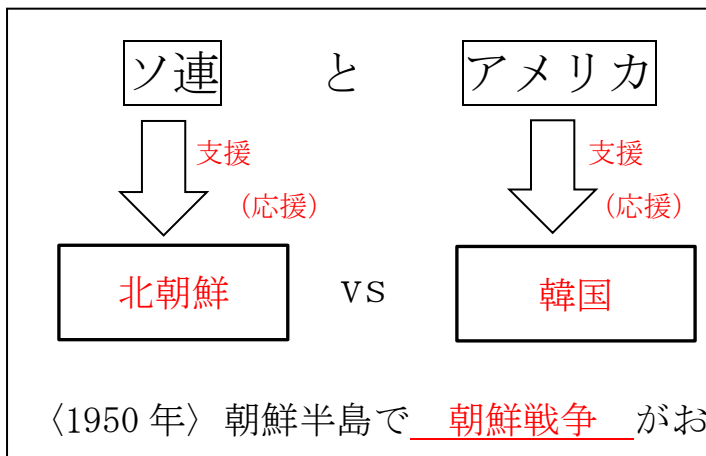 ソ連 と アメリカ
支援 支援
(応援) (応援)
北朝鮮 vs 韓国
〈1950年〉朝鮮半島で 朝鮮戦争 がお